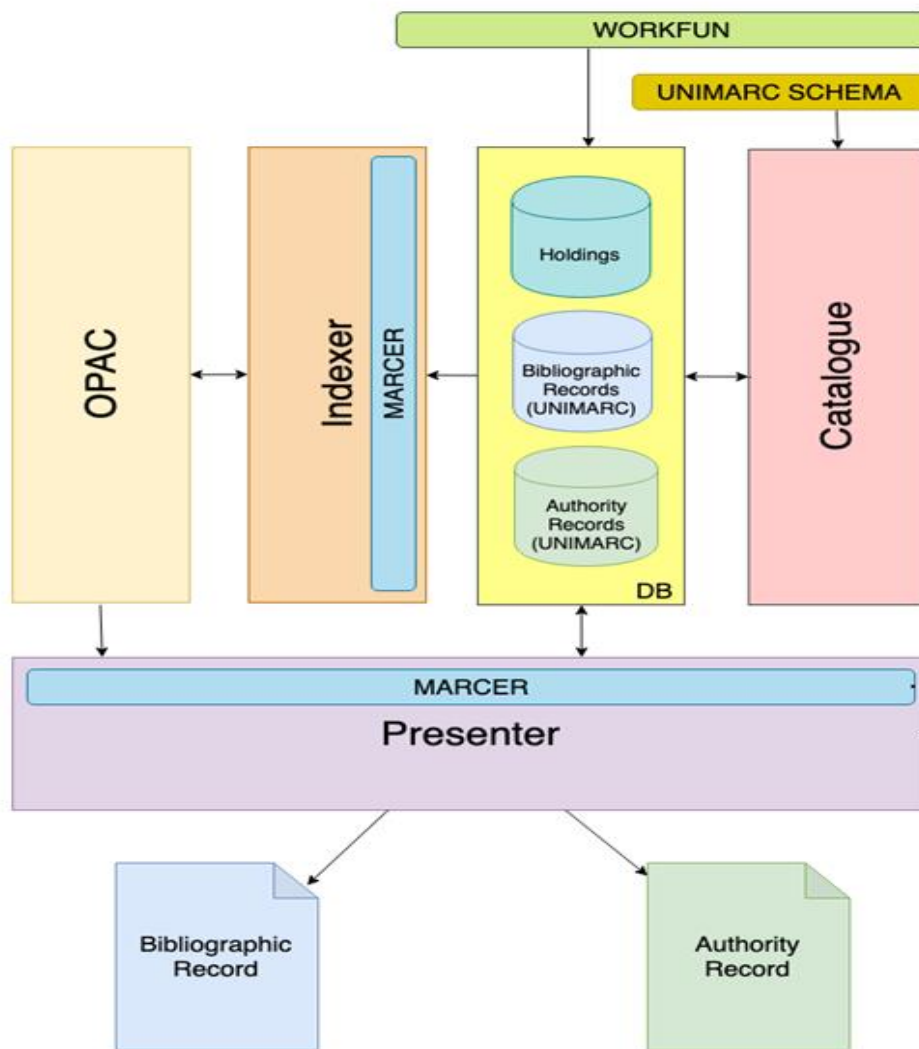 WORKFUN
UNIMARC SCHEMA
OPAC
Indexer
MARCER
Holdings
Bibliographic
Records
(UNIMARC)
Authority
Records
(UNIMARC)
DB
Catalogue
MARCER
Presenter
Bibliographic
Record
Authority
Record